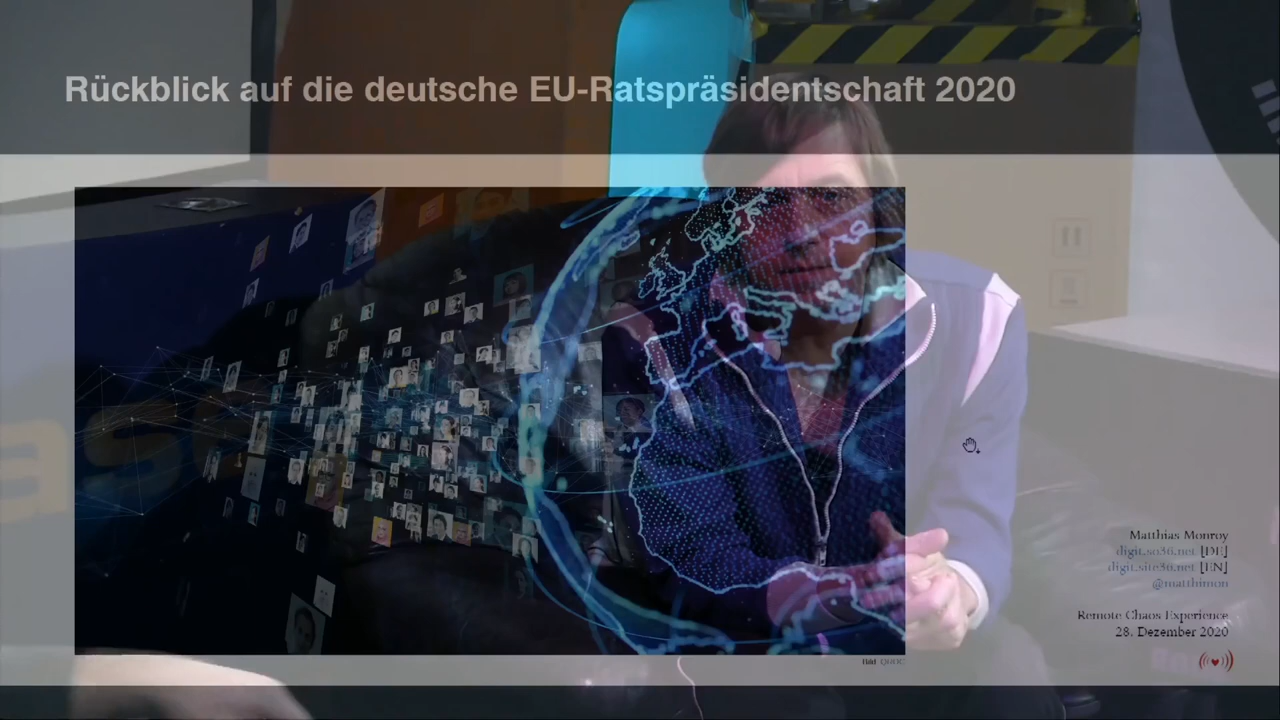 Rückblick auf die deutsche EU-Ratspräsidentschaft 2020
Matthias Monroy
digit.so36.net [DE]
digit.site36.net [EN]
@matthimon
Remote Chaos Experience
28. Dezember 2020
Bild